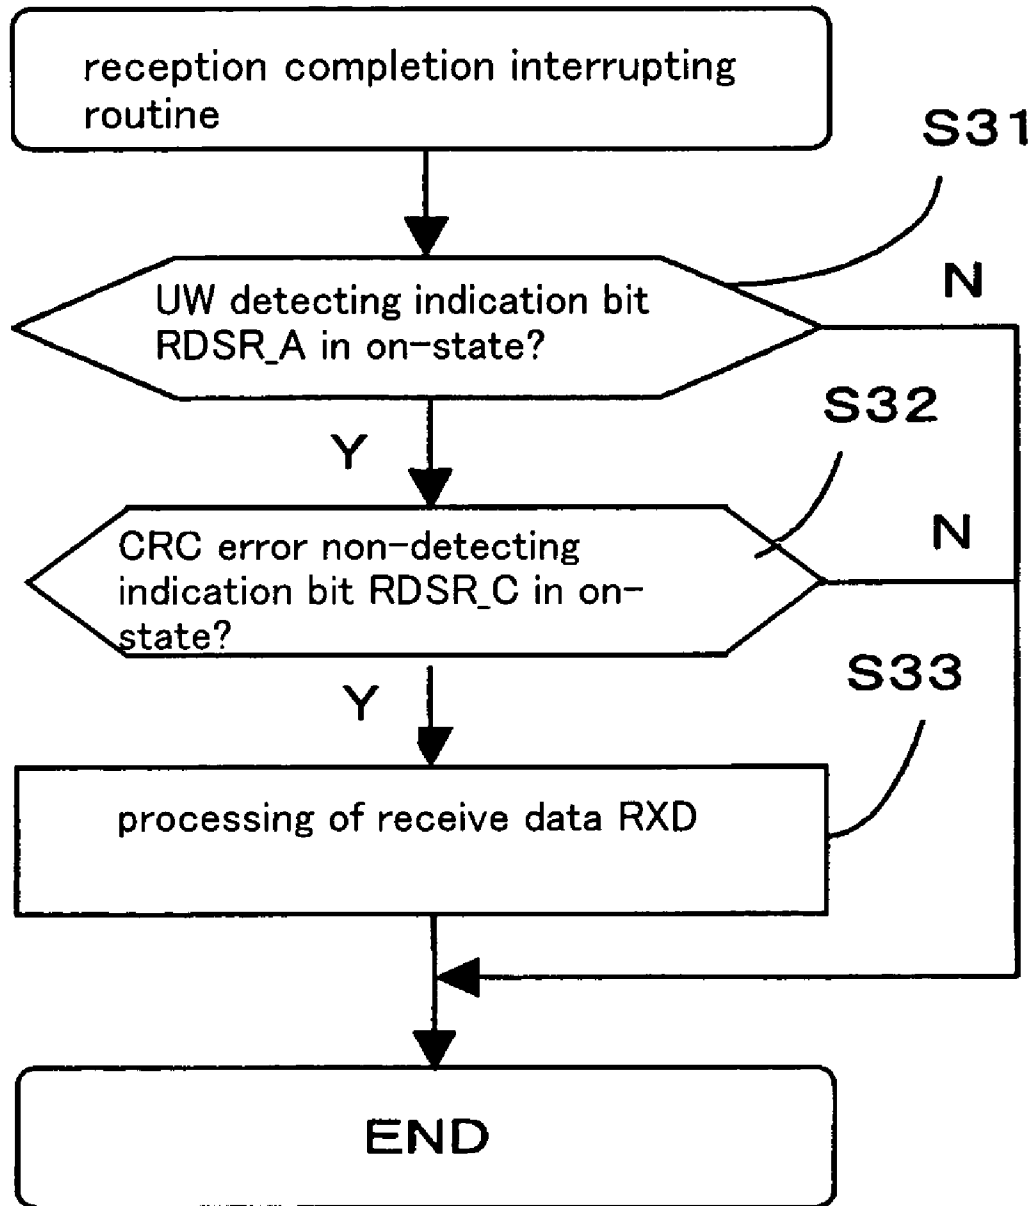 reception completion interrupting
routine
S31
UW detecting indication bit
RDSR_A in on-state?
N
Y
S32
CRC error non-detecting
indication bit RDSR_C in on-
state?
N
Y
S33
processing of receive data RXD
END